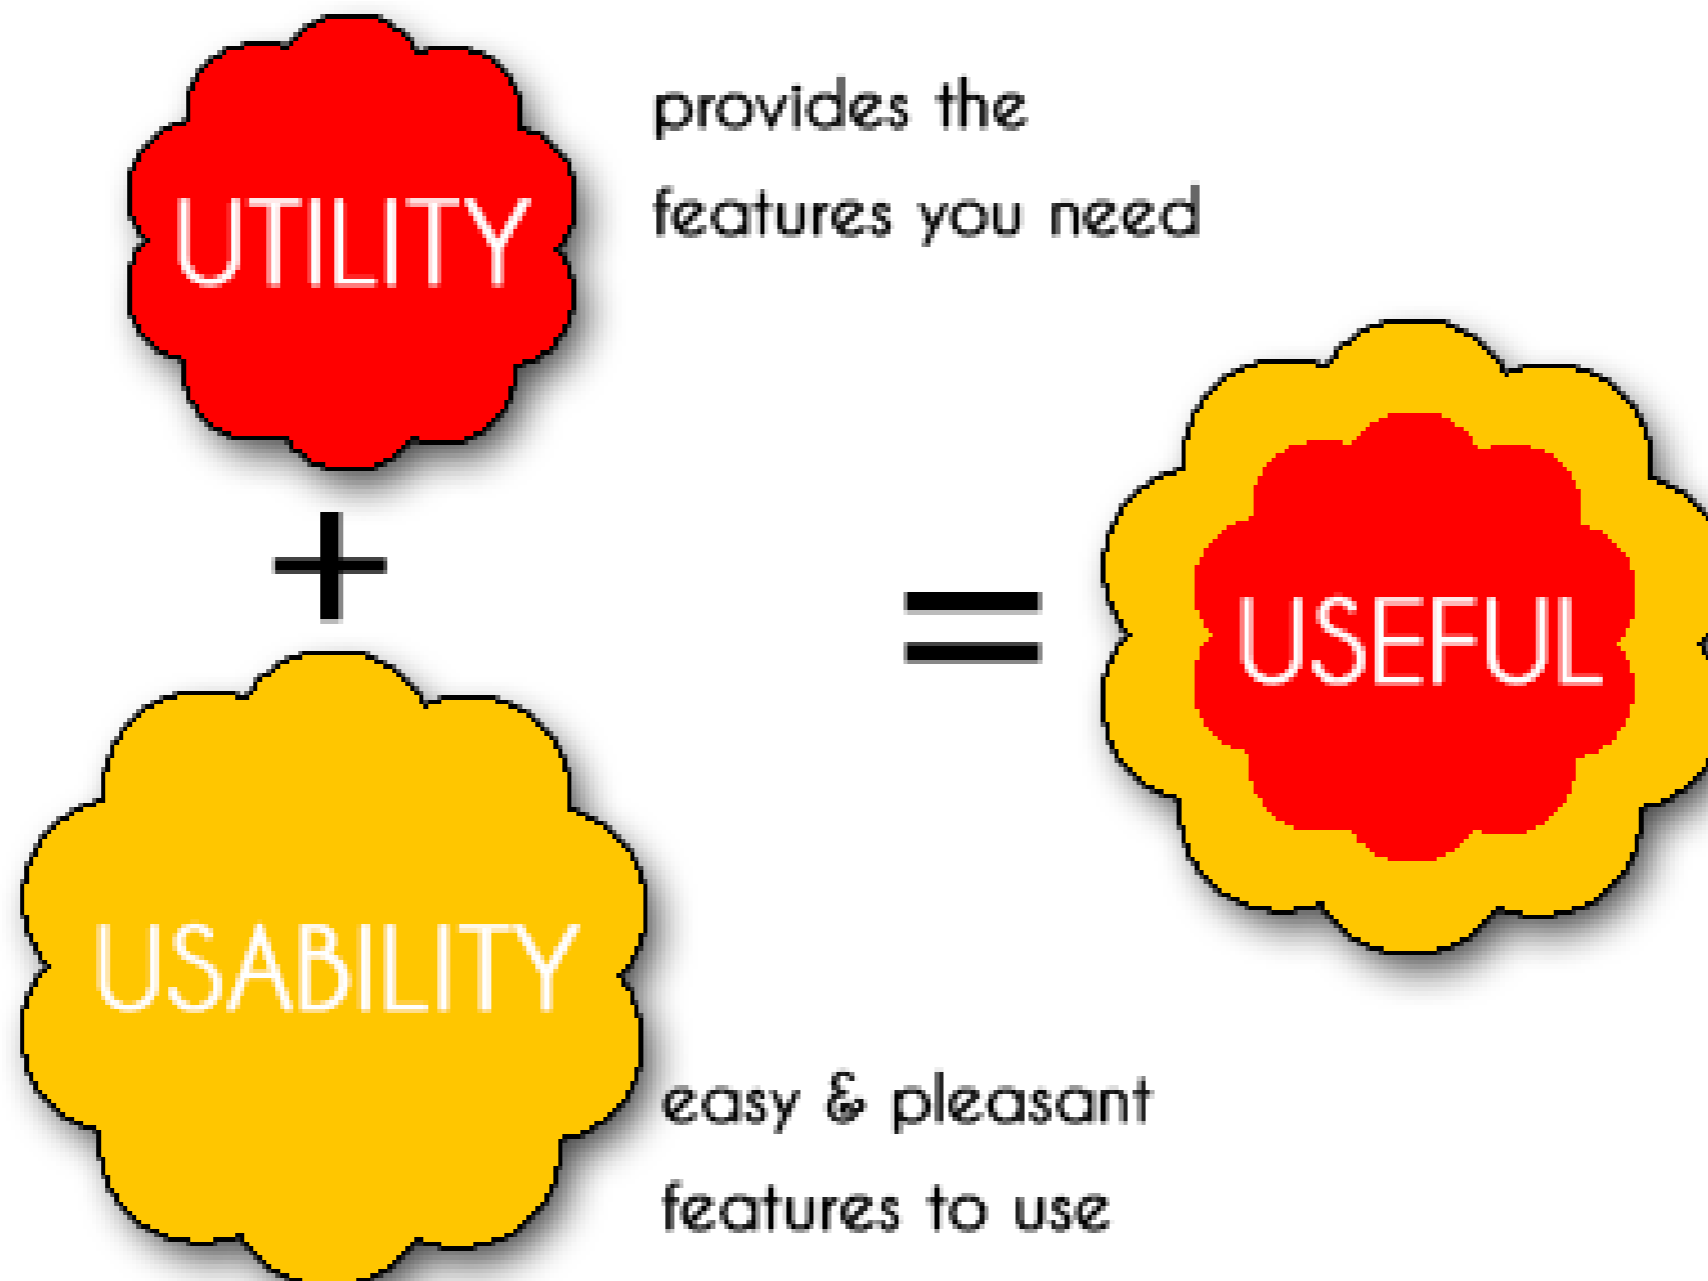 UTILITY
provides the
features you need
+
=
USEFUL
USABILITY
easy & pleasant
features to use